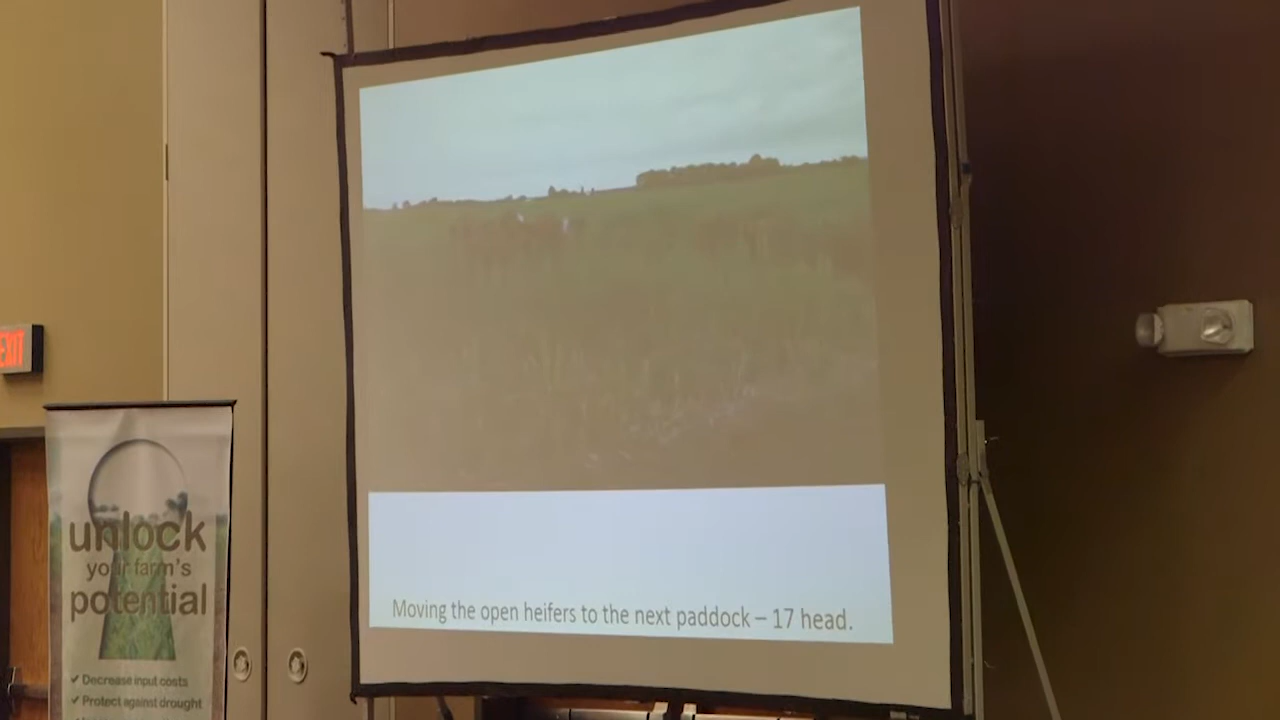 EXIT
unlock
your farm's
potential
✔ Decrease input costs
✔ Protect against drought
Moving the open heifers to the next paddock – 17 head.